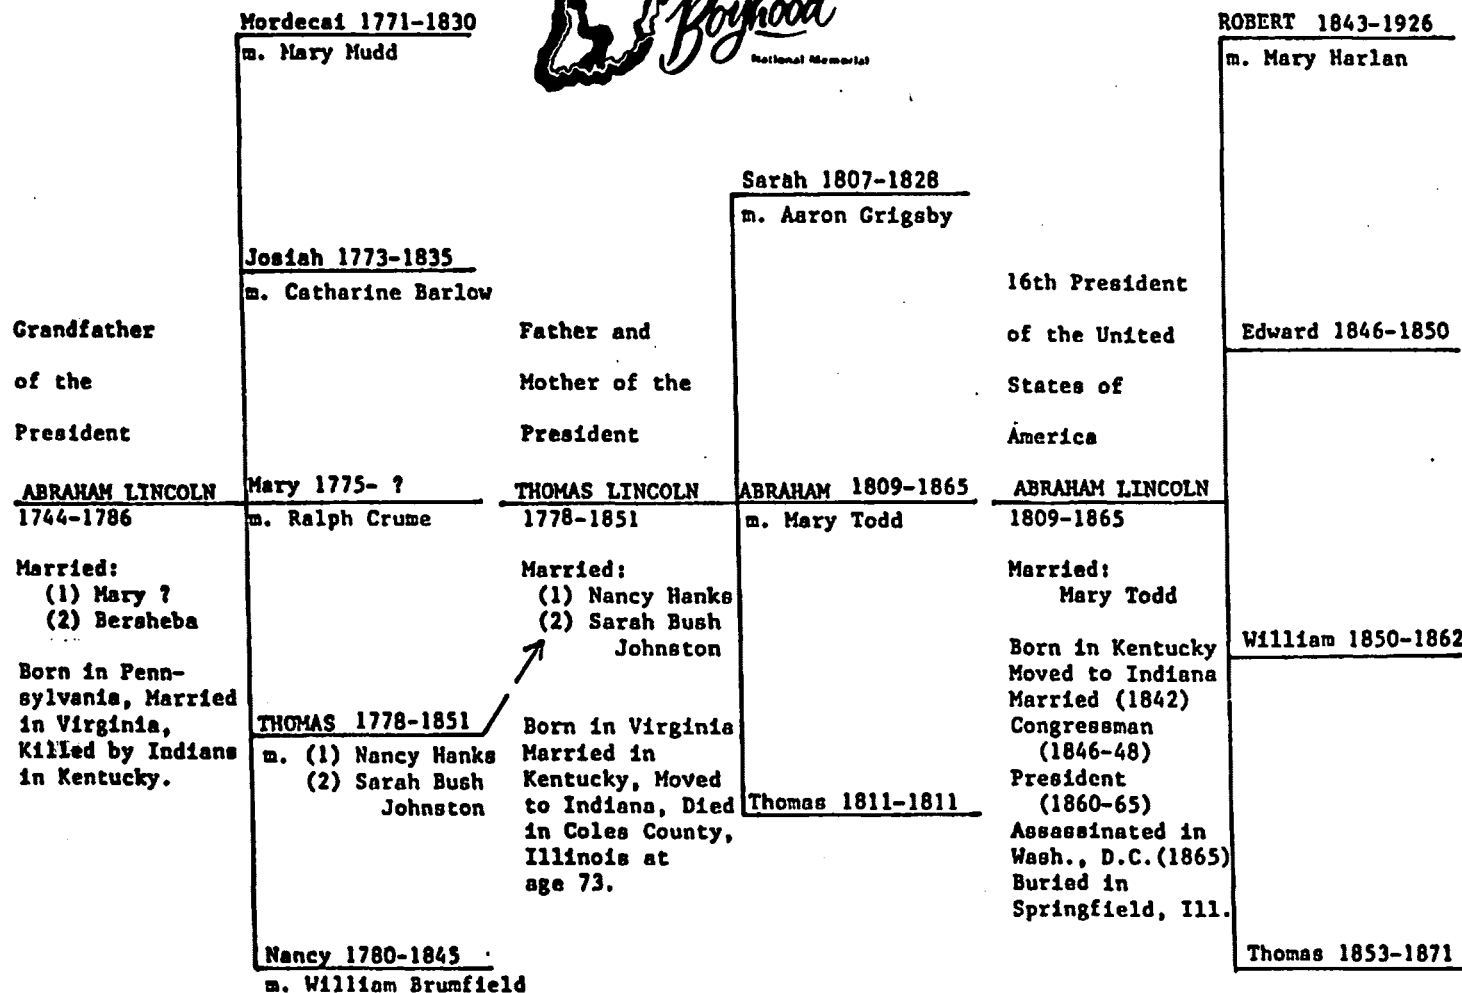 Boyhood
National Memorial
Mordecai 1771-1830
m. Mary Mudd
Josiah 1773-1835
m. Catharine Barlow
Grandfather
of the
President
ABRAHAM LINCOLN
1744-1786
Married:
(1) Mary ?
(2) Bersheba
Born in Penn-
sylvania, Married
in Virginia,
Killed by Indians
in Kentucky.
Mary 1775- ?
m. Ralph Crume
THOMAS 1778-1851
m. (1) Nancy Hanks
(2) Sarah Bush
Johnston
Nancy 1780-1845
m. William Brumfield
Father and
Mother of the
President
THOMAS LINCOLN
1778-1851
Married:
(1) Nancy Hanks
(2) Sarah Bush
Johnston
Born in Virginia
Married in
Kentucky, Moved
to Indiana, Died
in Coles County,
Illinois at
age 73.
Sarah 1807-1828
m. Aaron Grigsby
ABRAHAM 1809-1865
m. Mary Todd
Thomas 1811-1811
16th President
of the United
States of
America
ABRAHAM LINCOLN
1809-1865
Married:
Mary Todd
Born in Kentucky
Moved to Indiana
Married (1842)
Congressman
(1846-48)
President
(1860-65)
Assassinated in
Wash., D.C.(1865)
Buried in
Springfield, Ill.
ROBERT 1843-1926
m. Mary Harlan
Edward 1846-1850
William 1850-1862
Thomas 1853-1871